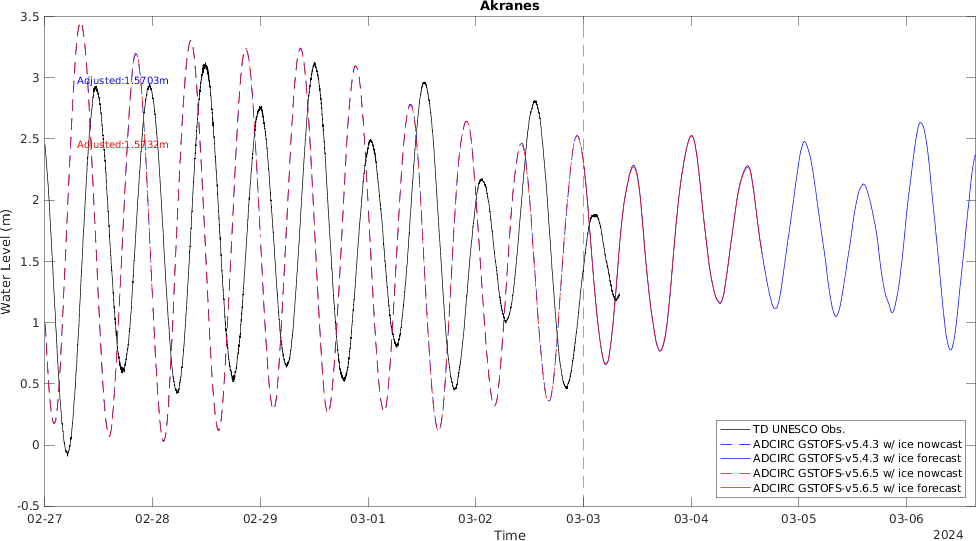 Akranes
3.5
3
2.5
2
1.5
1
0.5
0
-0.5
Water Level (m)
Adjusted:1.5703m
Adjusted:1.5732m
TD UNESCO Obs.
ADCIRC GSTOFS-v5.4.3 w/ ice nowcast
ADCIRC GSTOFS-v5.4.3 w/ ice forecast
ADCIRC GSTOFS-v5.6.5 w/ ice nowcast
ADCIRC GSTOFS-v5.6.5 w/ ice forecast
02-27 02-28 02-29 03-01 03-02 03-03 03-04 03-05 03-06
Time
2024